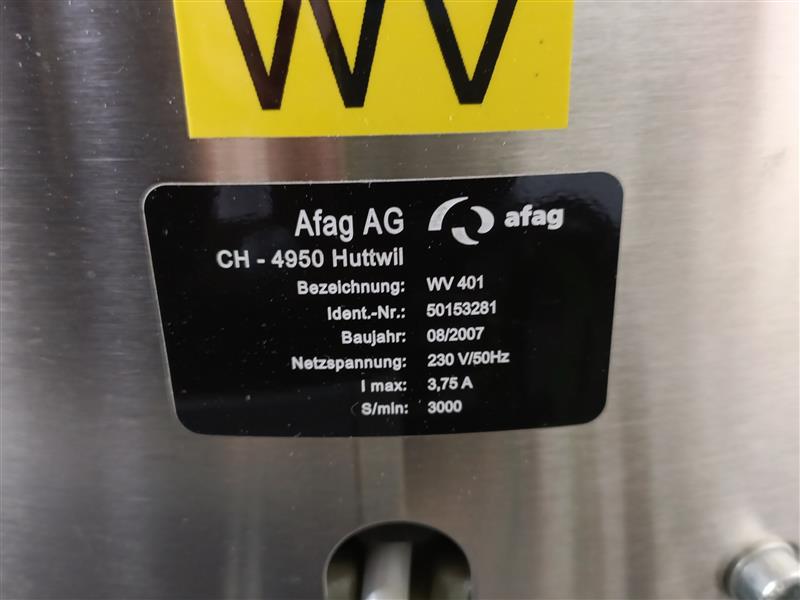 WV
Afag AG afag
CH - 4950 Huttwil
Bezeichnung: WV 401
Ident.-Nr.: 50153281
Baujahr: 08/2007
Netzspannung: 230 V/50Hz
I max: 3,75 A
S/min: 3000